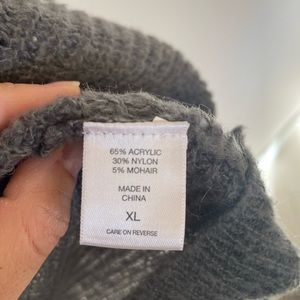 65% ACRYLIC
30% NYLON
5% MOHAIR
MADE IN
CHINA
XL
CARE ON REVERSE